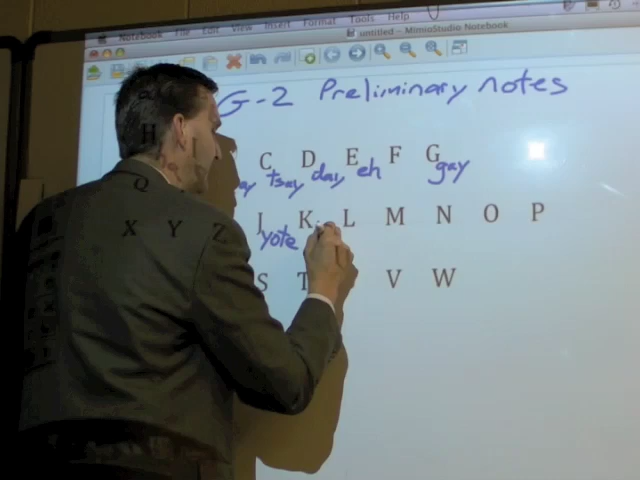 Notebook File Edit View Insert Format Tools Help
untitled - MimioStudio Notebook
G-2 Preliminary notes
C D E F G
tsay day eh gay
H J K L M N O P
yote
Q S T V W
X Y Z